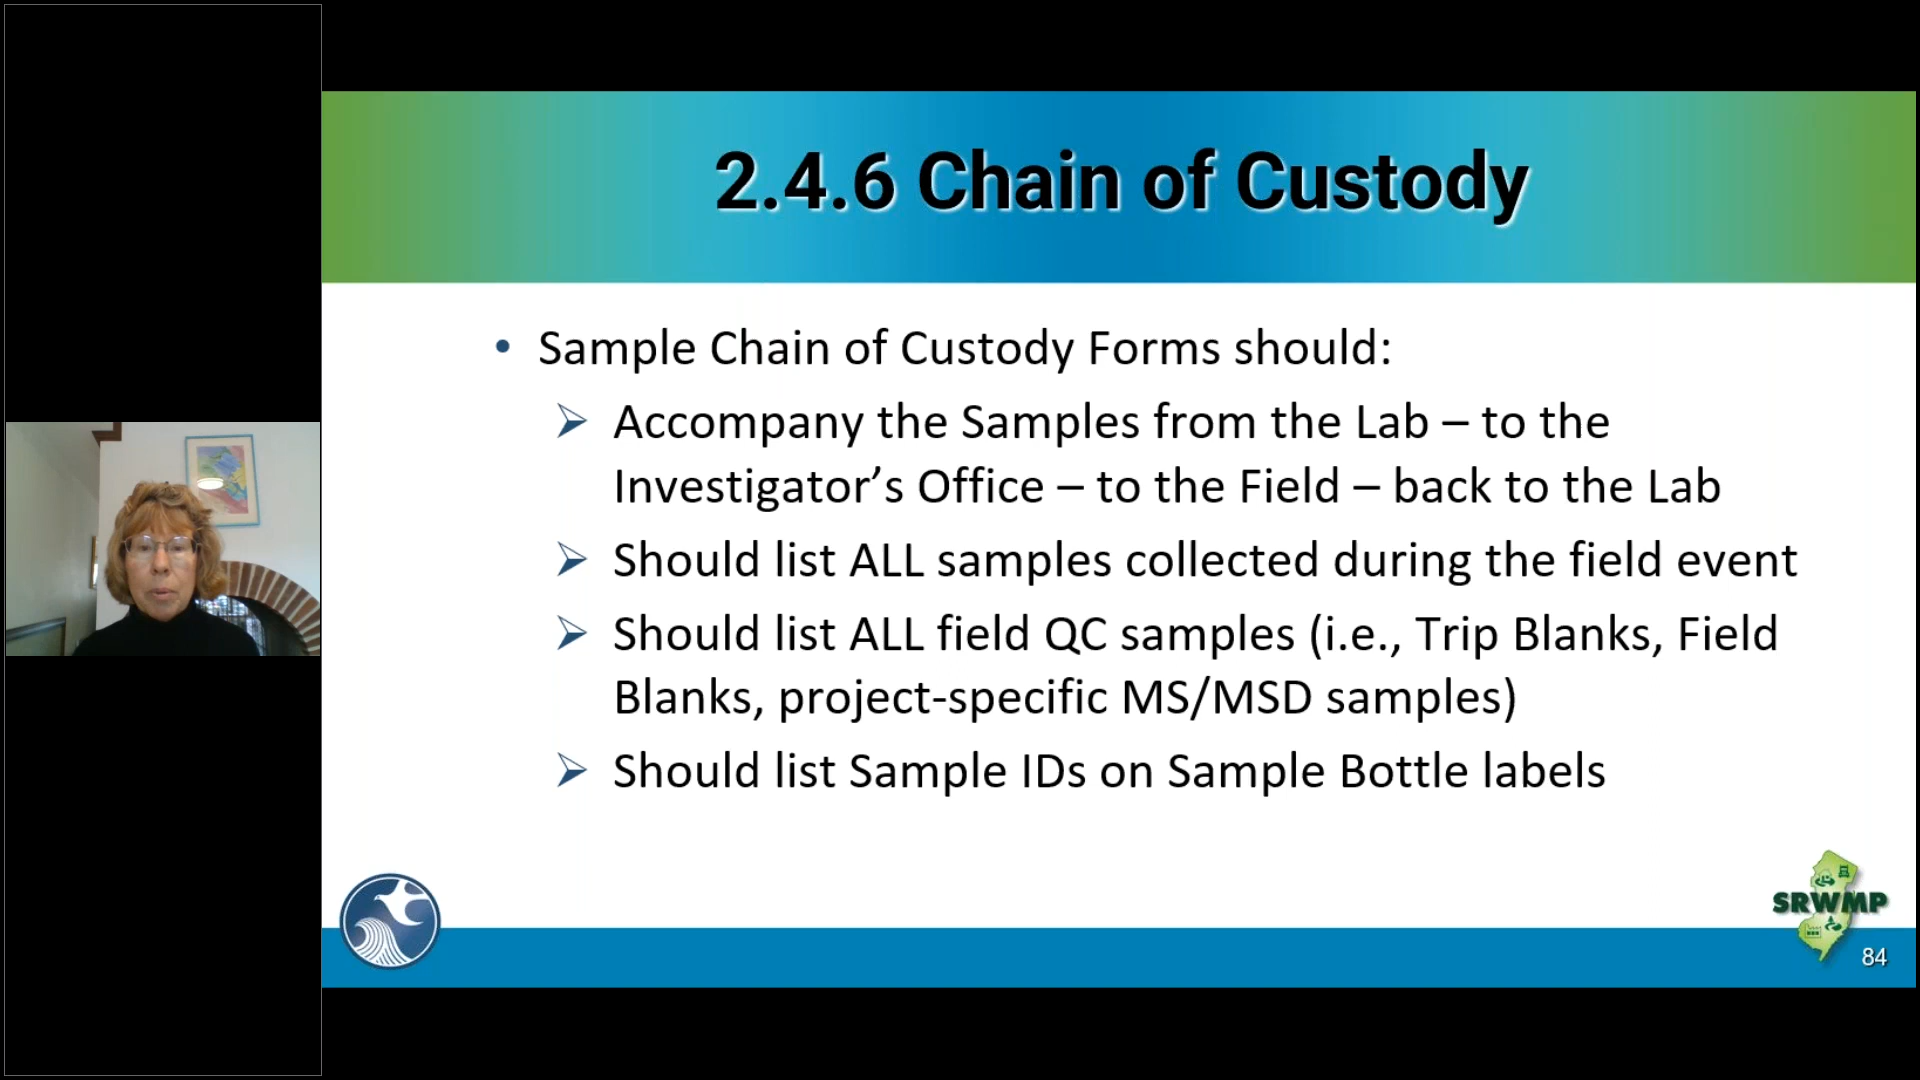 2.4.6 Chain of Custody
• Sample Chain of Custody Forms should:
➢ Accompany the Samples from the Lab – to the
Investigator’s Office – to the Field – back to the Lab
➢ Should list ALL samples collected during the field event
➢ Should list ALL field QC samples (i.e., Trip Blanks, Field
Blanks, project-specific MS/MSD samples)
➢ Should list Sample IDs on Sample Bottle labels
SRWMP
84